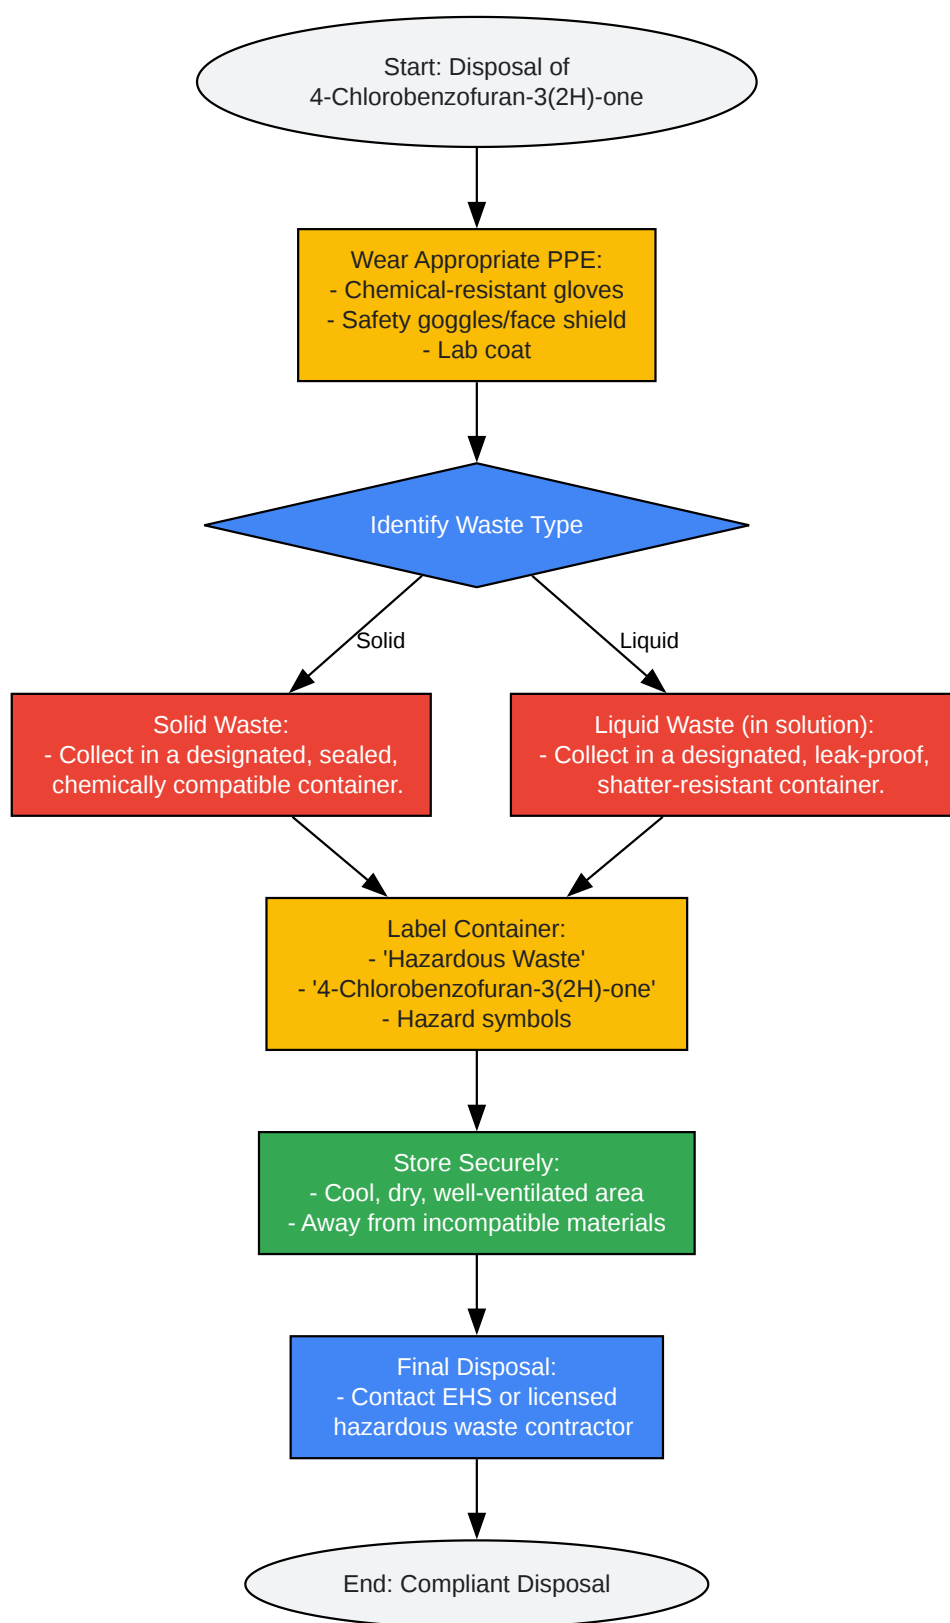 Start: Disposal of
4-Chlorobenzofuran-3(2H)-one
Wear Appropriate PPE:
- Chemical-resistant gloves
- Safety goggles/face shield
- Lab coat
Identify Waste Type
Solid
Liquid
Solid Waste:
- Collect in a designated, sealed,
chemically compatible container.
Liquid Waste (in solution):
- Collect in a designated, leak-proof,
shatter-resistant container.
Label Container:
- 'Hazardous Waste'
- '4-Chlorobenzofuran-3(2H)-one'
- Hazard symbols
Store Securely:
- Cool, dry, well-ventilated area
- Away from incompatible materials
Final Disposal:
- Contact EHS or licensed
hazardous waste contractor
End: Compliant Disposal